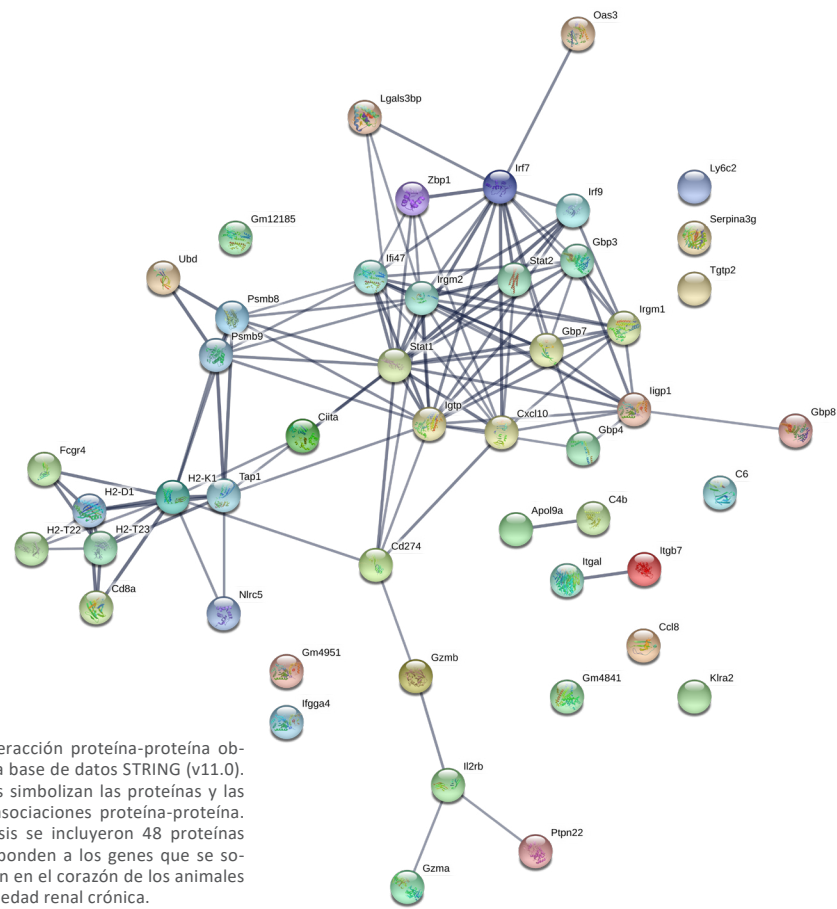 Oas3
Lgals3bp
Irf7
Ly6c2
Zbp1
Irf9
Gm12185
Serpina3g
Gbp3
Ubd
Ifi47
Stat2
Tgtp2
Irgm2
Psmb8
Irgm1
Psmb9
Gbp7
Stat1
Iigp1
Igtp
Cxcl10
Ciita
Gbp8
Gbp4
Fcgr4
C6
H2-K1
Tap1
H2-D1
Apol9a
C4b
H2-T22
H2-T23
Cd274
Itgb7
Itgal
Cd8a
Nlrc5
Ccl8
Gm4951
Gzmb
Gm4841
Klra2
Ifgga4
eracción proteína-proteína ob-
a base de datos STRING (v11.0).
s simbolizan las proteínas y las
asociaciones proteína-proteína.
sis se incluyeron 48 proteínas
ponden a los genes que se so-
n en el corazón de los animales
edad renal crónica.
Il2rb
Ptpn22
Gzma